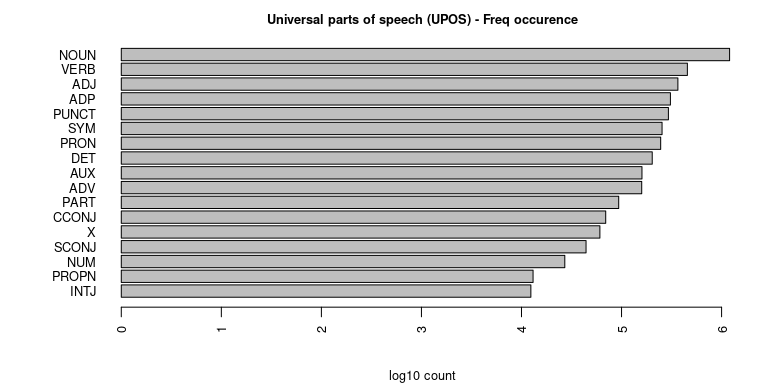 Universal parts of speech (UPOS) - Freq occurence
NOUN
VERB
ADJ
ADP
PUNCT
SYM
PRON
DET
AUX
ADV
PART
CCONJ
X
SCONJ
NUM
PROPN
INTJ
0 1 2 3 4 5 6
log10 count